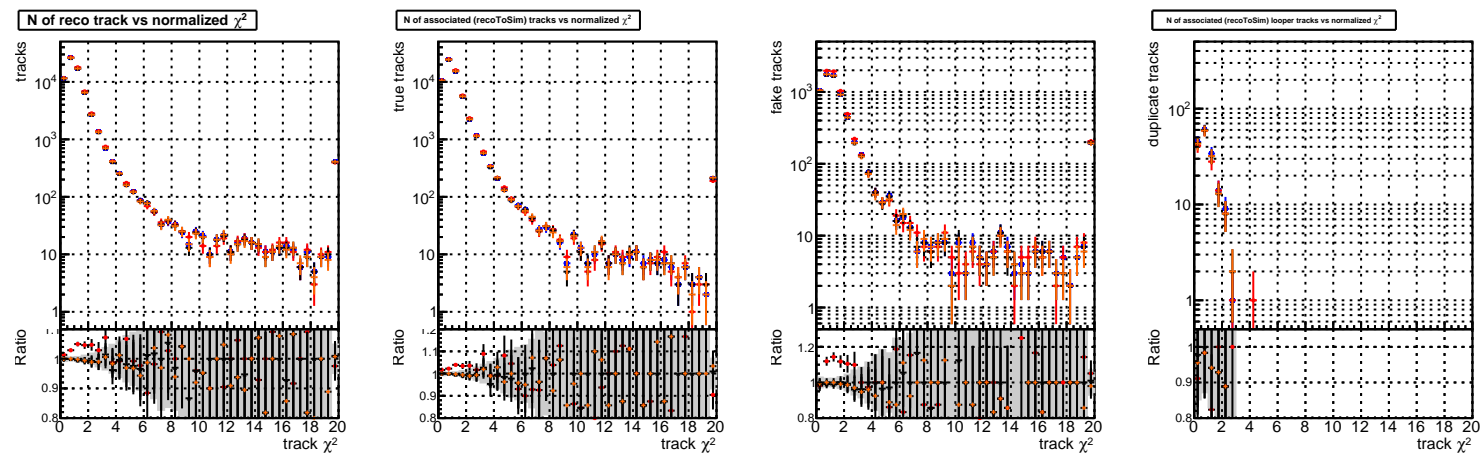 N of reco track vs normalized χ²
tracks
10⁴
10³
10²
10
1
Ratio
1.1
1
0.9
0.8
0 2 4 6 8 10 12 14 16 18 20
track χ²
N of associated (recoToSim) tracks vs normalized χ²
true tracks
10⁴
10³
10²
10
1
Ratio
1.2
1.1
1
0.9
0.8
0 2 4 6 8 10 12 14 16 18 20
track χ²
fake tracks
10³
10²
10
1
Ratio
1.2
1
0.8
0 2 4 6 8 10 12 14 16 18 20
track χ²
N of associated (recoToSim) looper tracks vs normalized χ²
duplicate tracks
10²
10
1
Ratio
1
0.9
0.8
0 2 4 6 8 10 12 14 16 18 20
track χ²